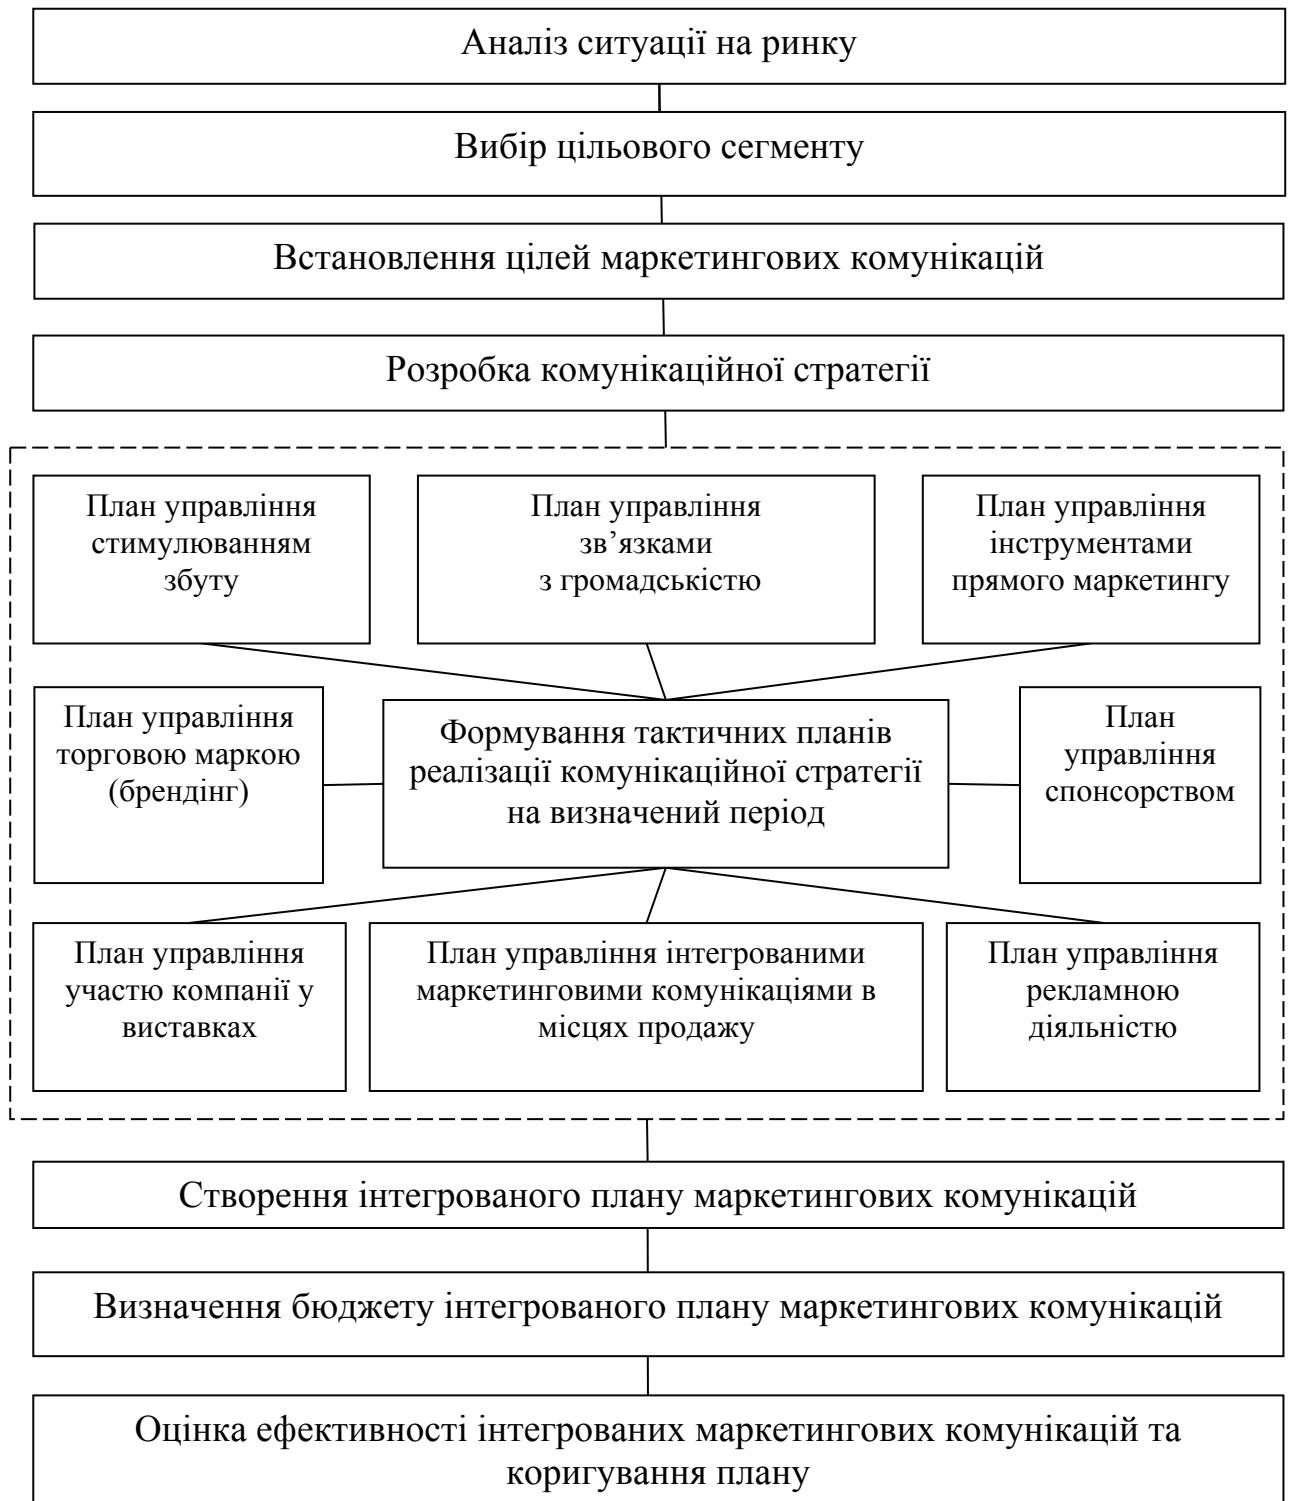 Аналіз ситуації на ринку
Вибір цільового сегменту
Встановлення цілей маркетингових комунікацій
Розробка комунікаційної стратегії
План управління
стимулюванням
збуту
План управління
зв’язками
з громадськістю
План управління
інструментами
прямого маркетингу
План управління
торговою маркою
(брендінг)
Формування тактичних планів
реалізації комунікаційної стратегії
на визначений період
План
управління
спонсорством
План управління
участю компанії у
виставках
План управління інтегрованими
маркетинговими комунікаціями в
місцях продажу
План управління
рекламною
діяльністю
Створення інтегрованого плану маркетингових комунікацій
Визначення бюджету інтегрованого плану маркетингових комунікацій
Оцінка ефективності інтегрованих маркетингових комунікацій та
коригування плану